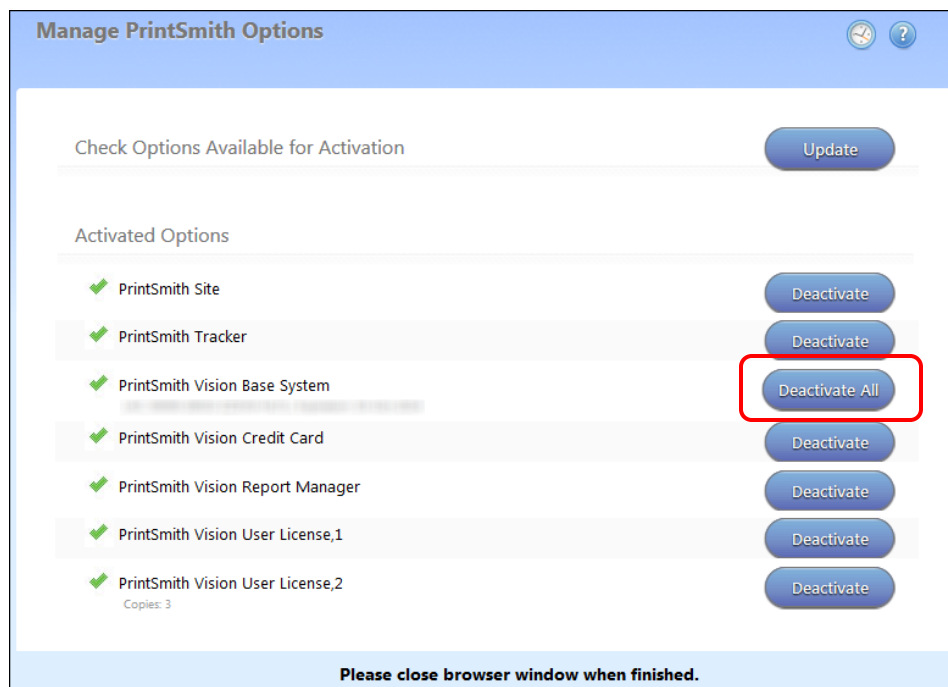 Manage PrintSmith Options
?
Check Options Available for Activation
Update
Activated Options
PrintSmith Site
Deactivate
PrintSmith Tracker
Deactivate
PrintSmith Vision Base System
Deactivate All
PrintSmith Vision Credit Card
Deactivate
PrintSmith Vision Report Manager
Deactivate
PrintSmith Vision User License,1
Deactivate
PrintSmith Vision User License,2
Deactivate
Copies: 3
Please close browser window when finished.